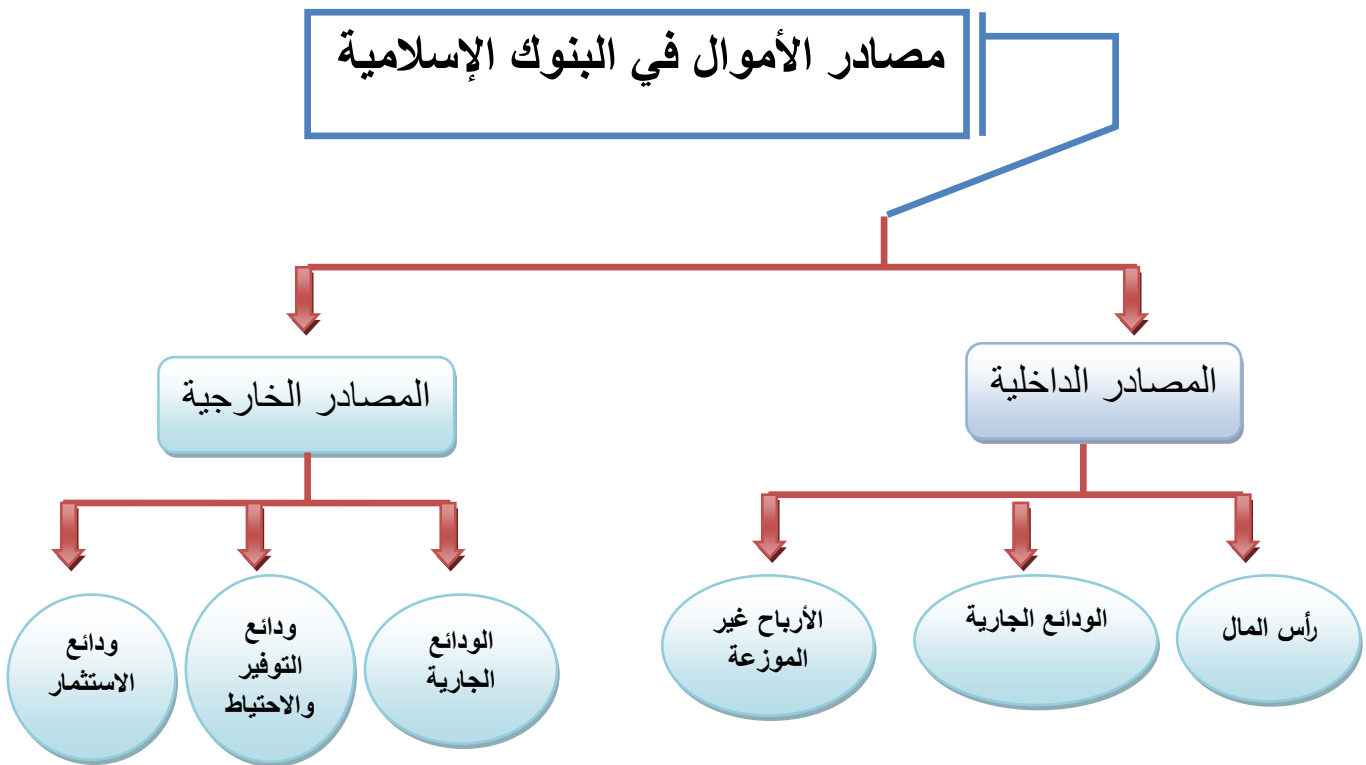 مصادر الأموال في البنوك الإسلامية
المصادر الداخلية
المصادر الخارجية
رأس المال
الودائع الجارية
الأرباح غير
الموزعة
الودائع
الجارية
ودائع
التوفير
والاحتياط
ودائع
الاستثمار